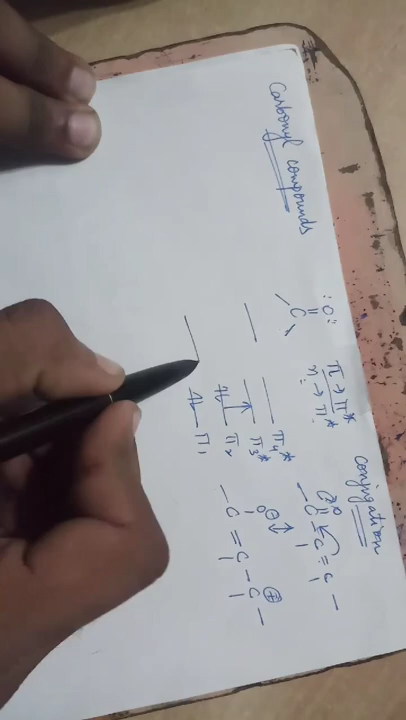 Carbonyl compounds
:O:
||
C
π → π*
n → π*
conjugation
O
C - C = C
π4*
π3*
π2
π1
O⊖ ⊕
- C = C - C -